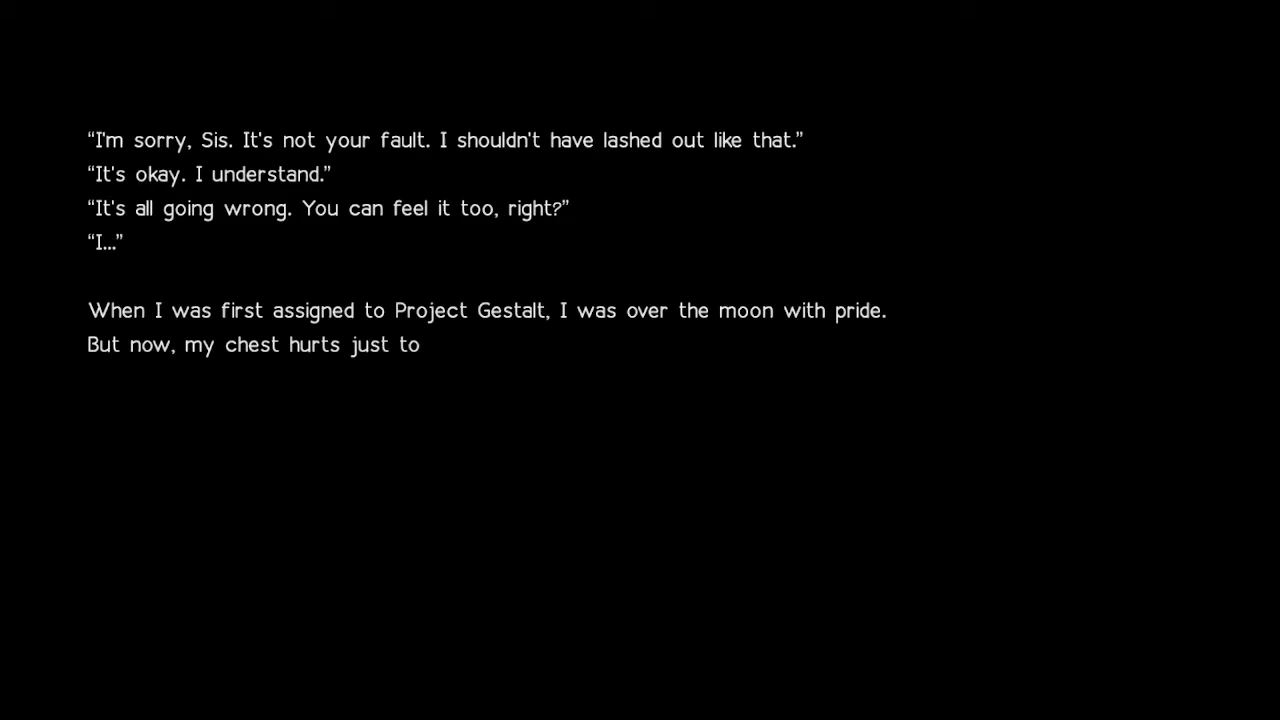 “I'm sorry, Sis. It's not your fault. I shouldn't have lashed out like that.”
“It's okay. I understand.”
“It's all going wrong. You can feel it too, right?”
“I...”
When I was first assigned to Project Gestalt, I was over the moon with pride.
But now, my chest hurts just to